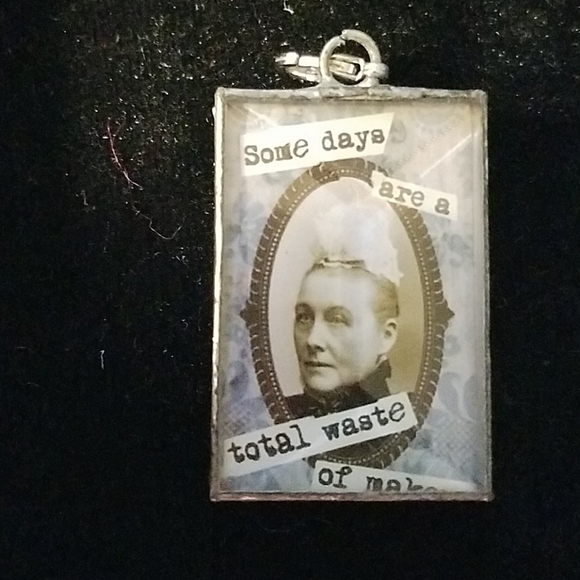 Some days
are a
total waste
of